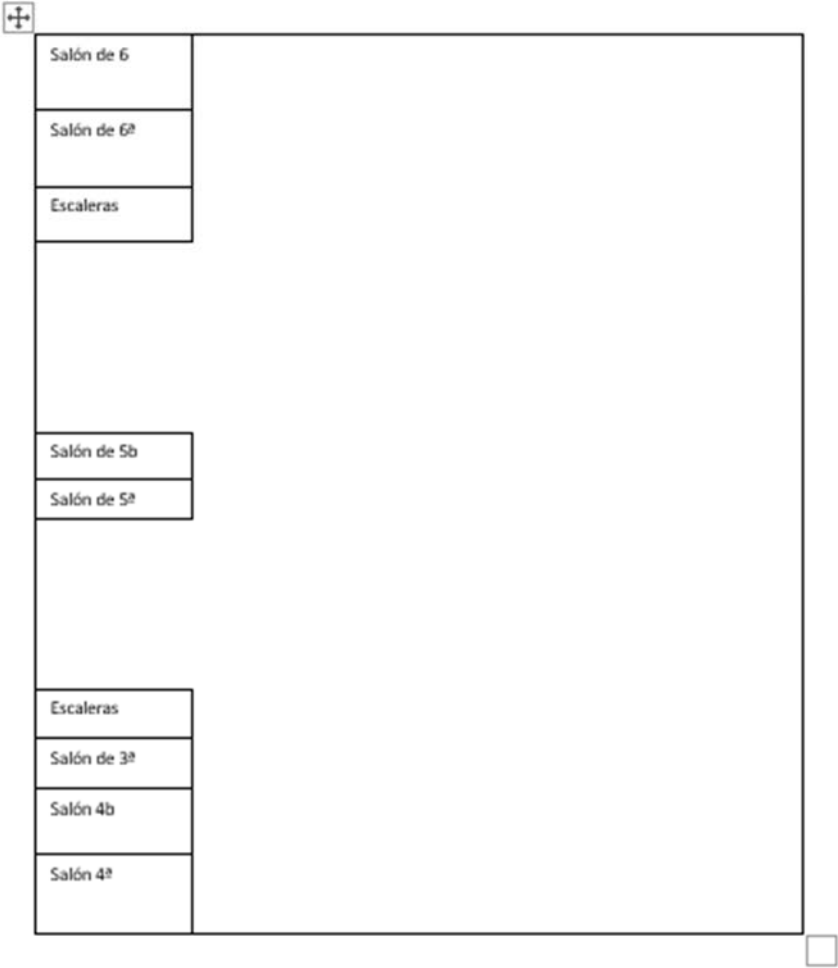 Salón de 6
Salón de 6ª
Escaleras
Salón de 5b
Salón de 5ª
Escaleras
Salón de 3ª
Salón 4b
Salón 4ª